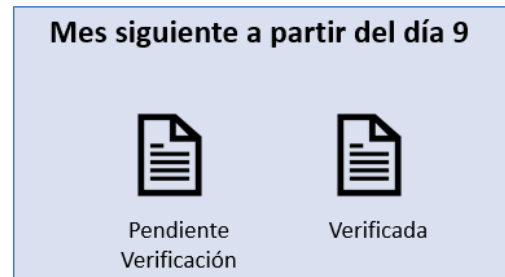 Mes siguiente a partir del día 9
Pendiente
Verificación
Verificada